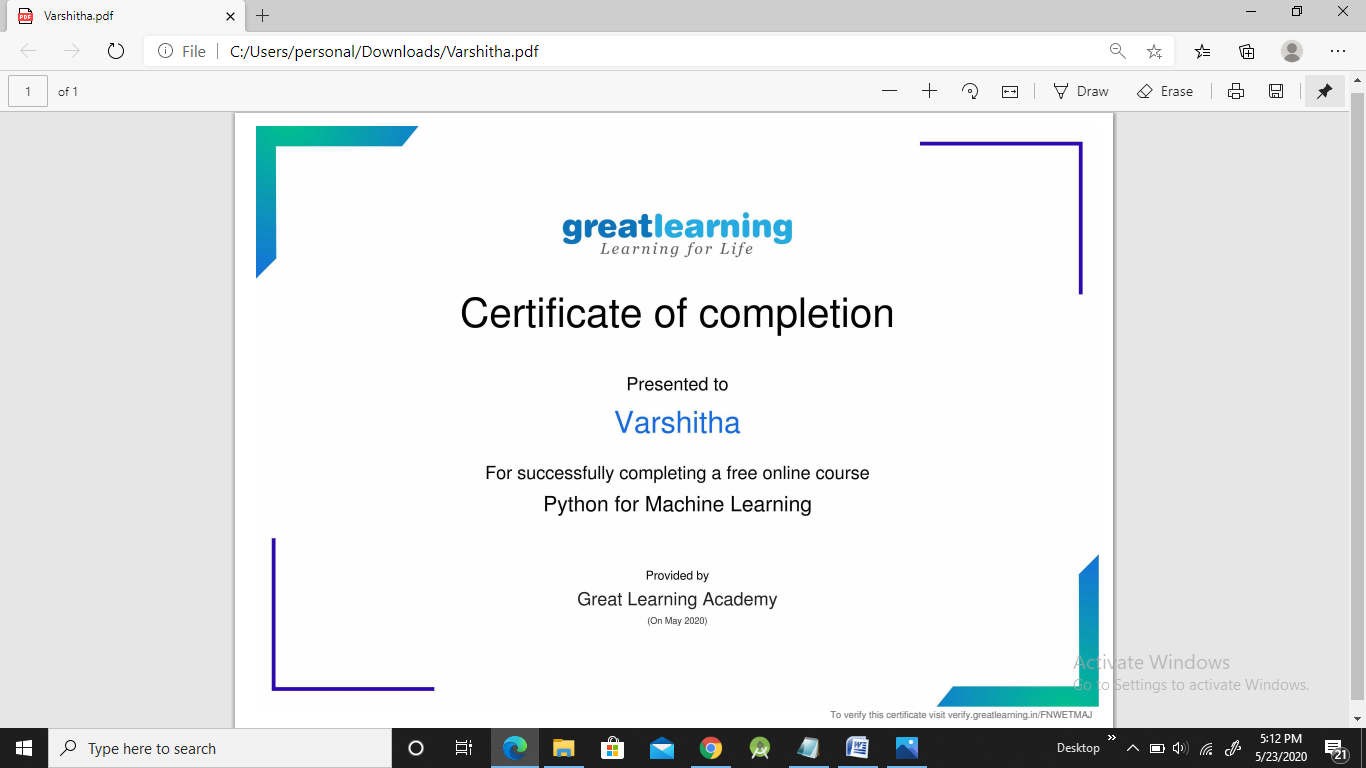 Varshitha.pdf
File
C:/Users/personal/Downloads/Varshitha.pdf
1 of 1
Draw
Erase
greatlearning
Learning for Life
Certificate of completion
Presented to
Varshitha
For successfully completing a free online course
Python for Machine Learning
Provided by
Great Learning Academy
(On May 2020)
Activate Windows
Go to Settings to activate Windows.
To verify this certificate visit verify.greatlearning.in/FNWETMAJ
Type here to search
Desktop
5:12 PM
5/23/2020
21